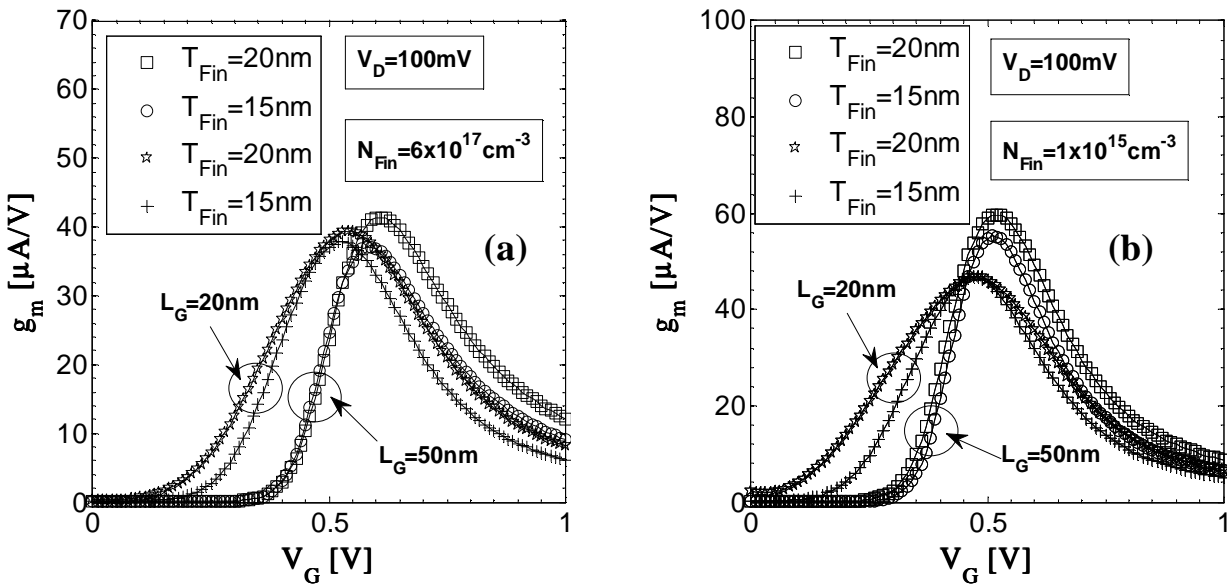 70
60
50
40
30
20
10
0
g_m [μA/V]
T_Fin=20nm
T_Fin=15nm
T_Fin=20nm
T_Fin=15nm
V_D=100mV
N_Fin=6x10^17cm^-3
(a)
L_G=20nm
L_G=50nm
0 0.5 1
V_G [V]
100
80
60
40
20
0
g_m [μA/V]
T_Fin=20nm
T_Fin=15nm
T_Fin=20nm
T_Fin=15nm
V_D=100mV
N_Fin=1x10^15cm^-3
(b)
L_G=20nm
L_G=50nm
0 0.5 1
V_G [V]